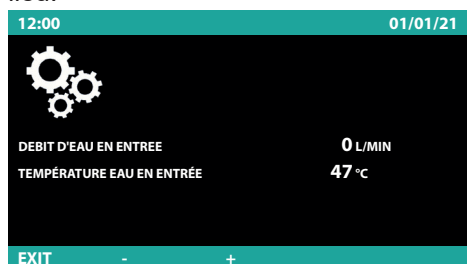 12:00 01/01/21
DEBIT D'EAU EN ENTREE 0 L/MIN
TEMPÉRATURE EAU EN ENTRÉE 47 °C
EXIT - +